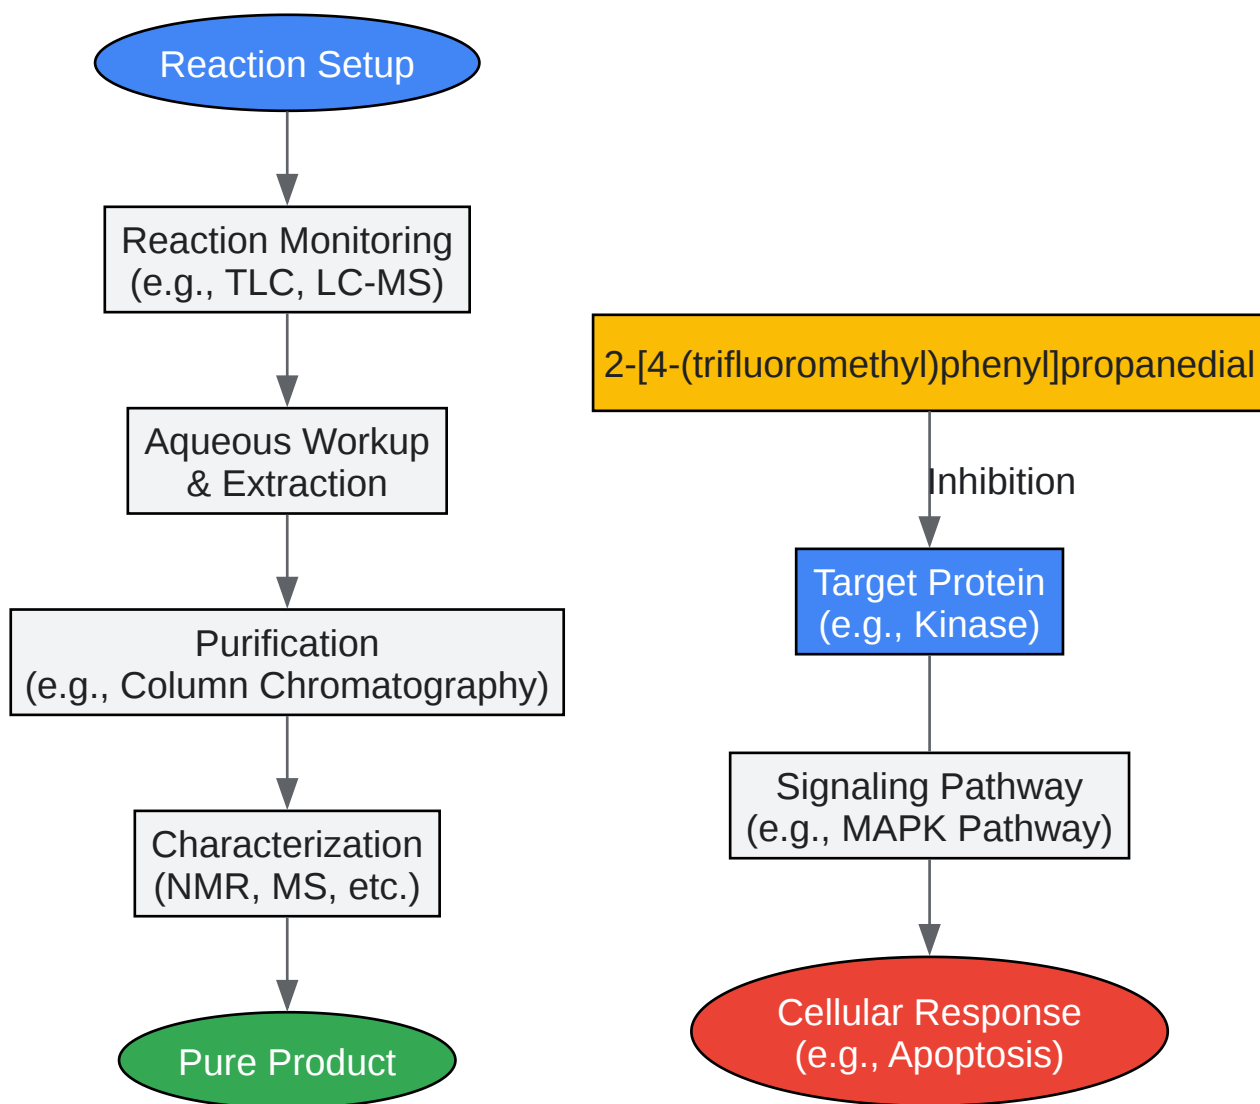 Reaction Setup
Reaction Monitoring
(e.g., TLC, LC-MS)
Aqueous Workup
& Extraction
Purification
(e.g., Column Chromatography)
Characterization
(NMR, MS, etc.)
Pure Product
2-[4-(trifluoromethyl)phenyl]propanedial
Inhibition
Target Protein
(e.g., Kinase)
Signaling Pathway
(e.g., MAPK Pathway)
Cellular Response
(e.g., Apoptosis)